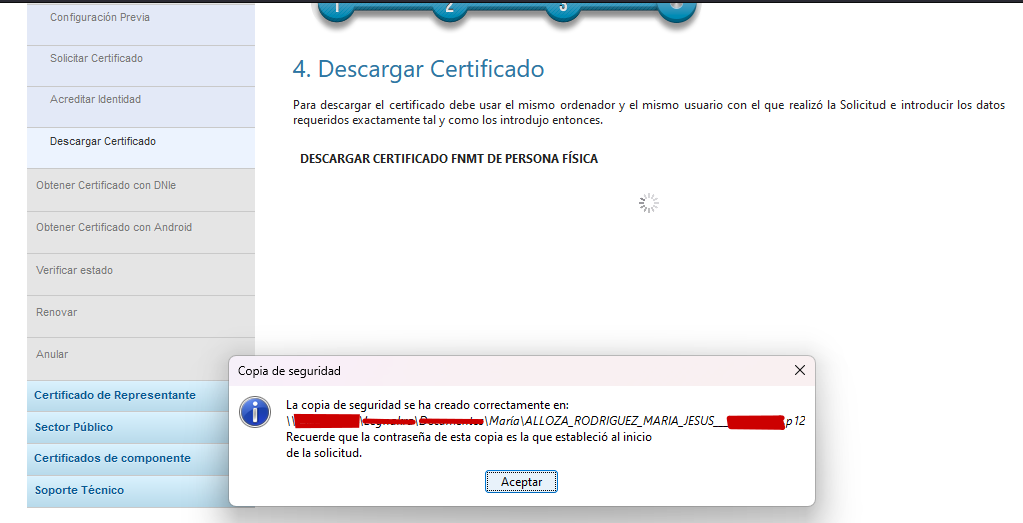 Configuración Previa
Solicitar Certificado
Acreditar Identidad
Descargar Certificado
Obtener Certificado con DNIe
Obtener Certificado con Android
Verificar estado
Renovar
Anular
Certificado de Representante
Sector Público
Certificados de componente
Soporte Técnico
1 2 3
4. Descargar Certificado
Para descargar el certificado debe usar el mismo ordenador y el mismo usuario con el que realizó la Solicitud e introducir los datos
requeridos exactamente tal y como los introdujo entonces.
DESCARGAR CERTIFICADO FNMT DE PERSONA FÍSICA
Copia de seguridad
La copia de seguridad se ha creado correctamente en:
\\ \ \Documentos\María\ALLOZA_RODRIGUEZ_MARIA_JESUS__ .p12
Recuerde que la contraseña de esta copia es la que estableció al inicio
de la solicitud.
Aceptar